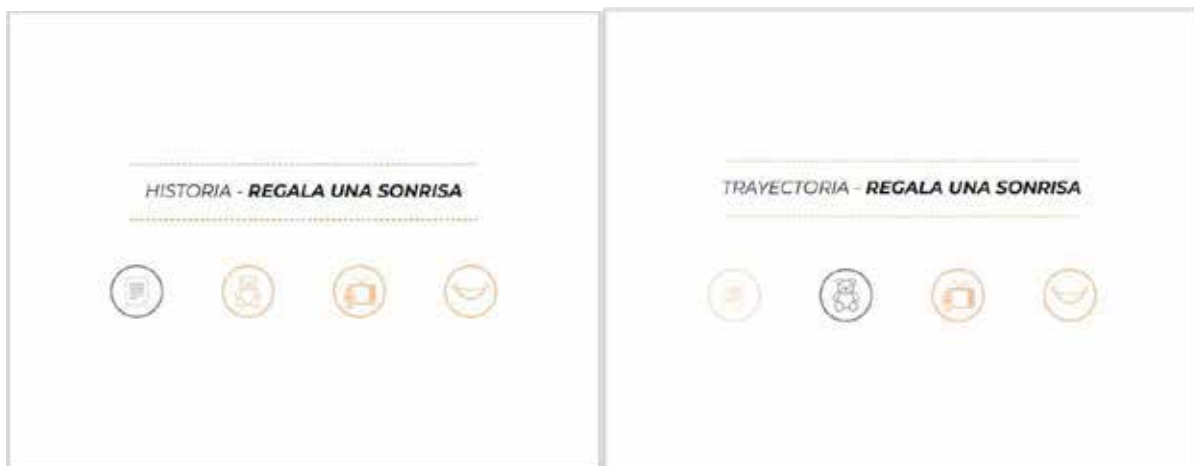 HISTORIA - REGALA UNA SONRISA
TRAYECTORIA - REGALA UNA SONRISA